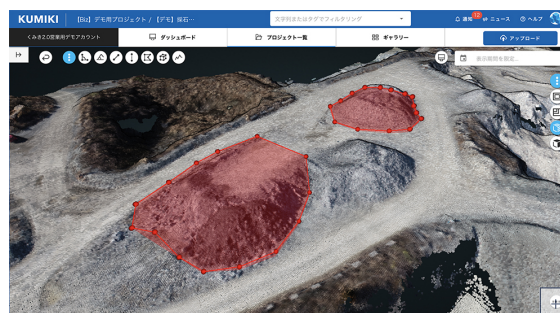 KUMIKI
【Biz】デモ用プロジェクト / 【デモ】採石…
文字列またはタグでフィルタリング
通知
12
ニュース
ヘルプ
くみき2.0営業用デモアカウント
ダッシュボード
プロジェクト一覧
ギャラリー
アップロード
表示期間を限定…